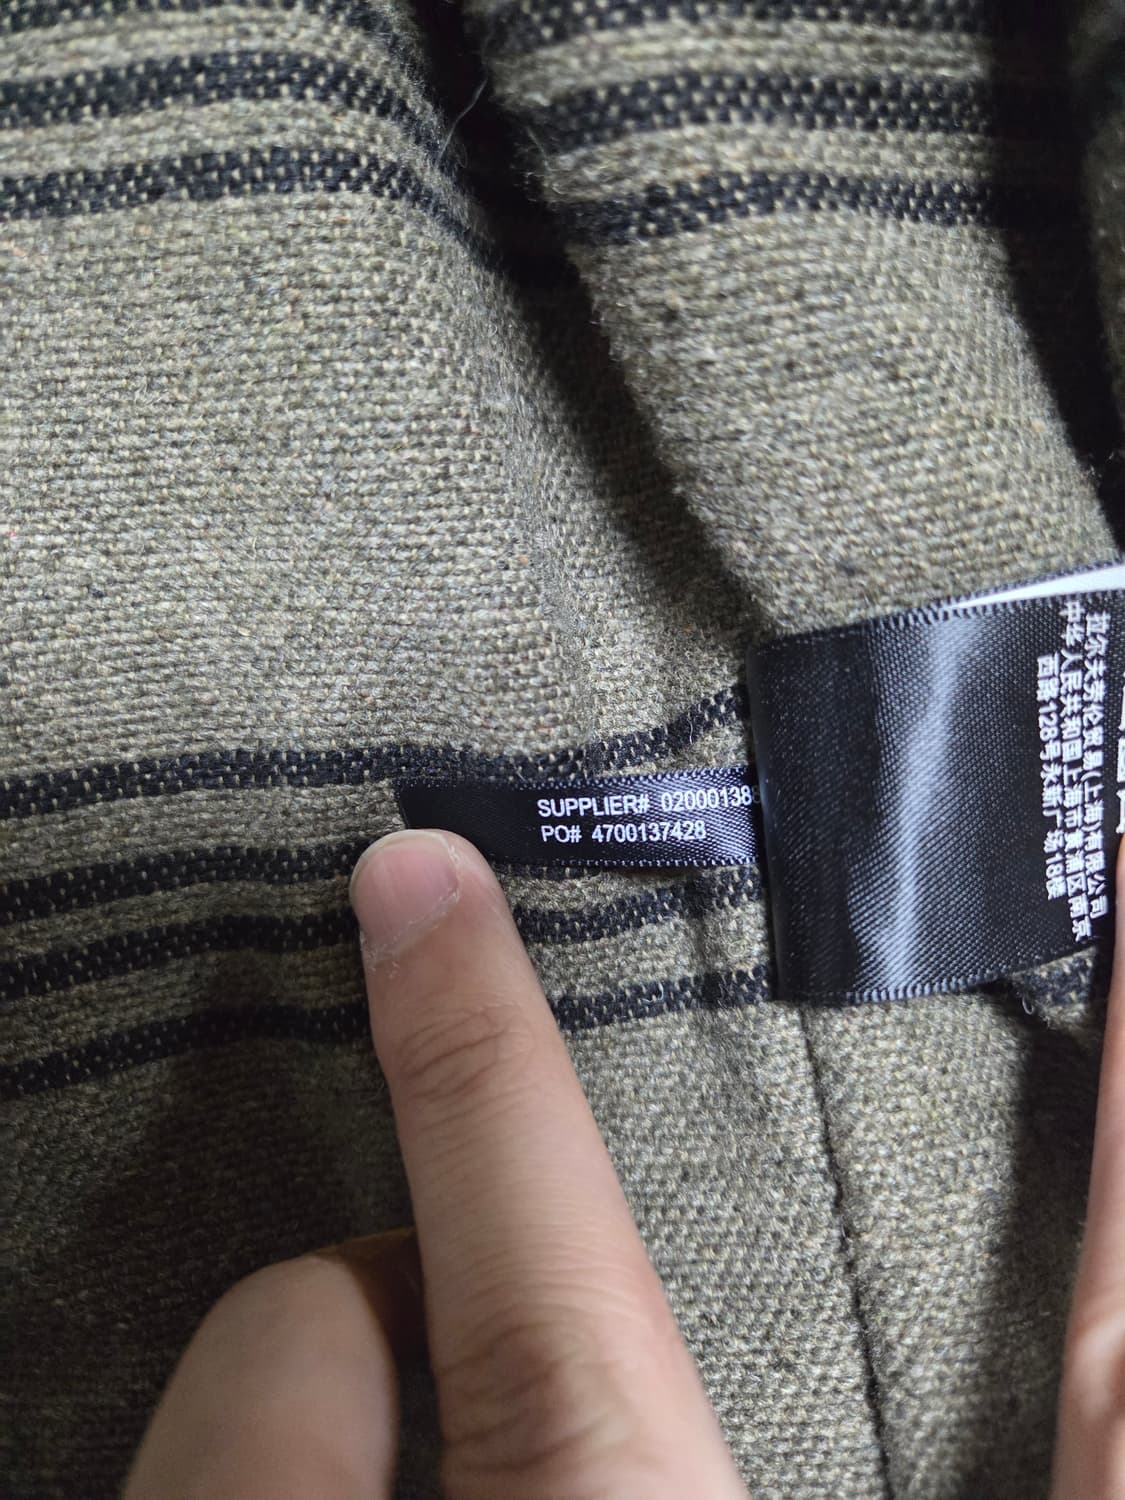 SUPPLIER# 02000138
PO# 4700137428
拉尔夫劳伦贸易(上海)有限公司
中华人民共和国上海市黄浦区南京
西路128号永新广场18楼